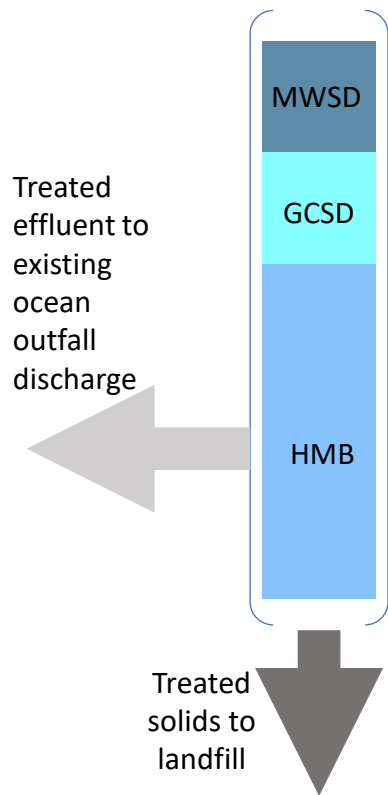 MWSD
GCSD
Treated
effluent to
existing
ocean
outfall
discharge
HMB
Treated
solids to
landfill